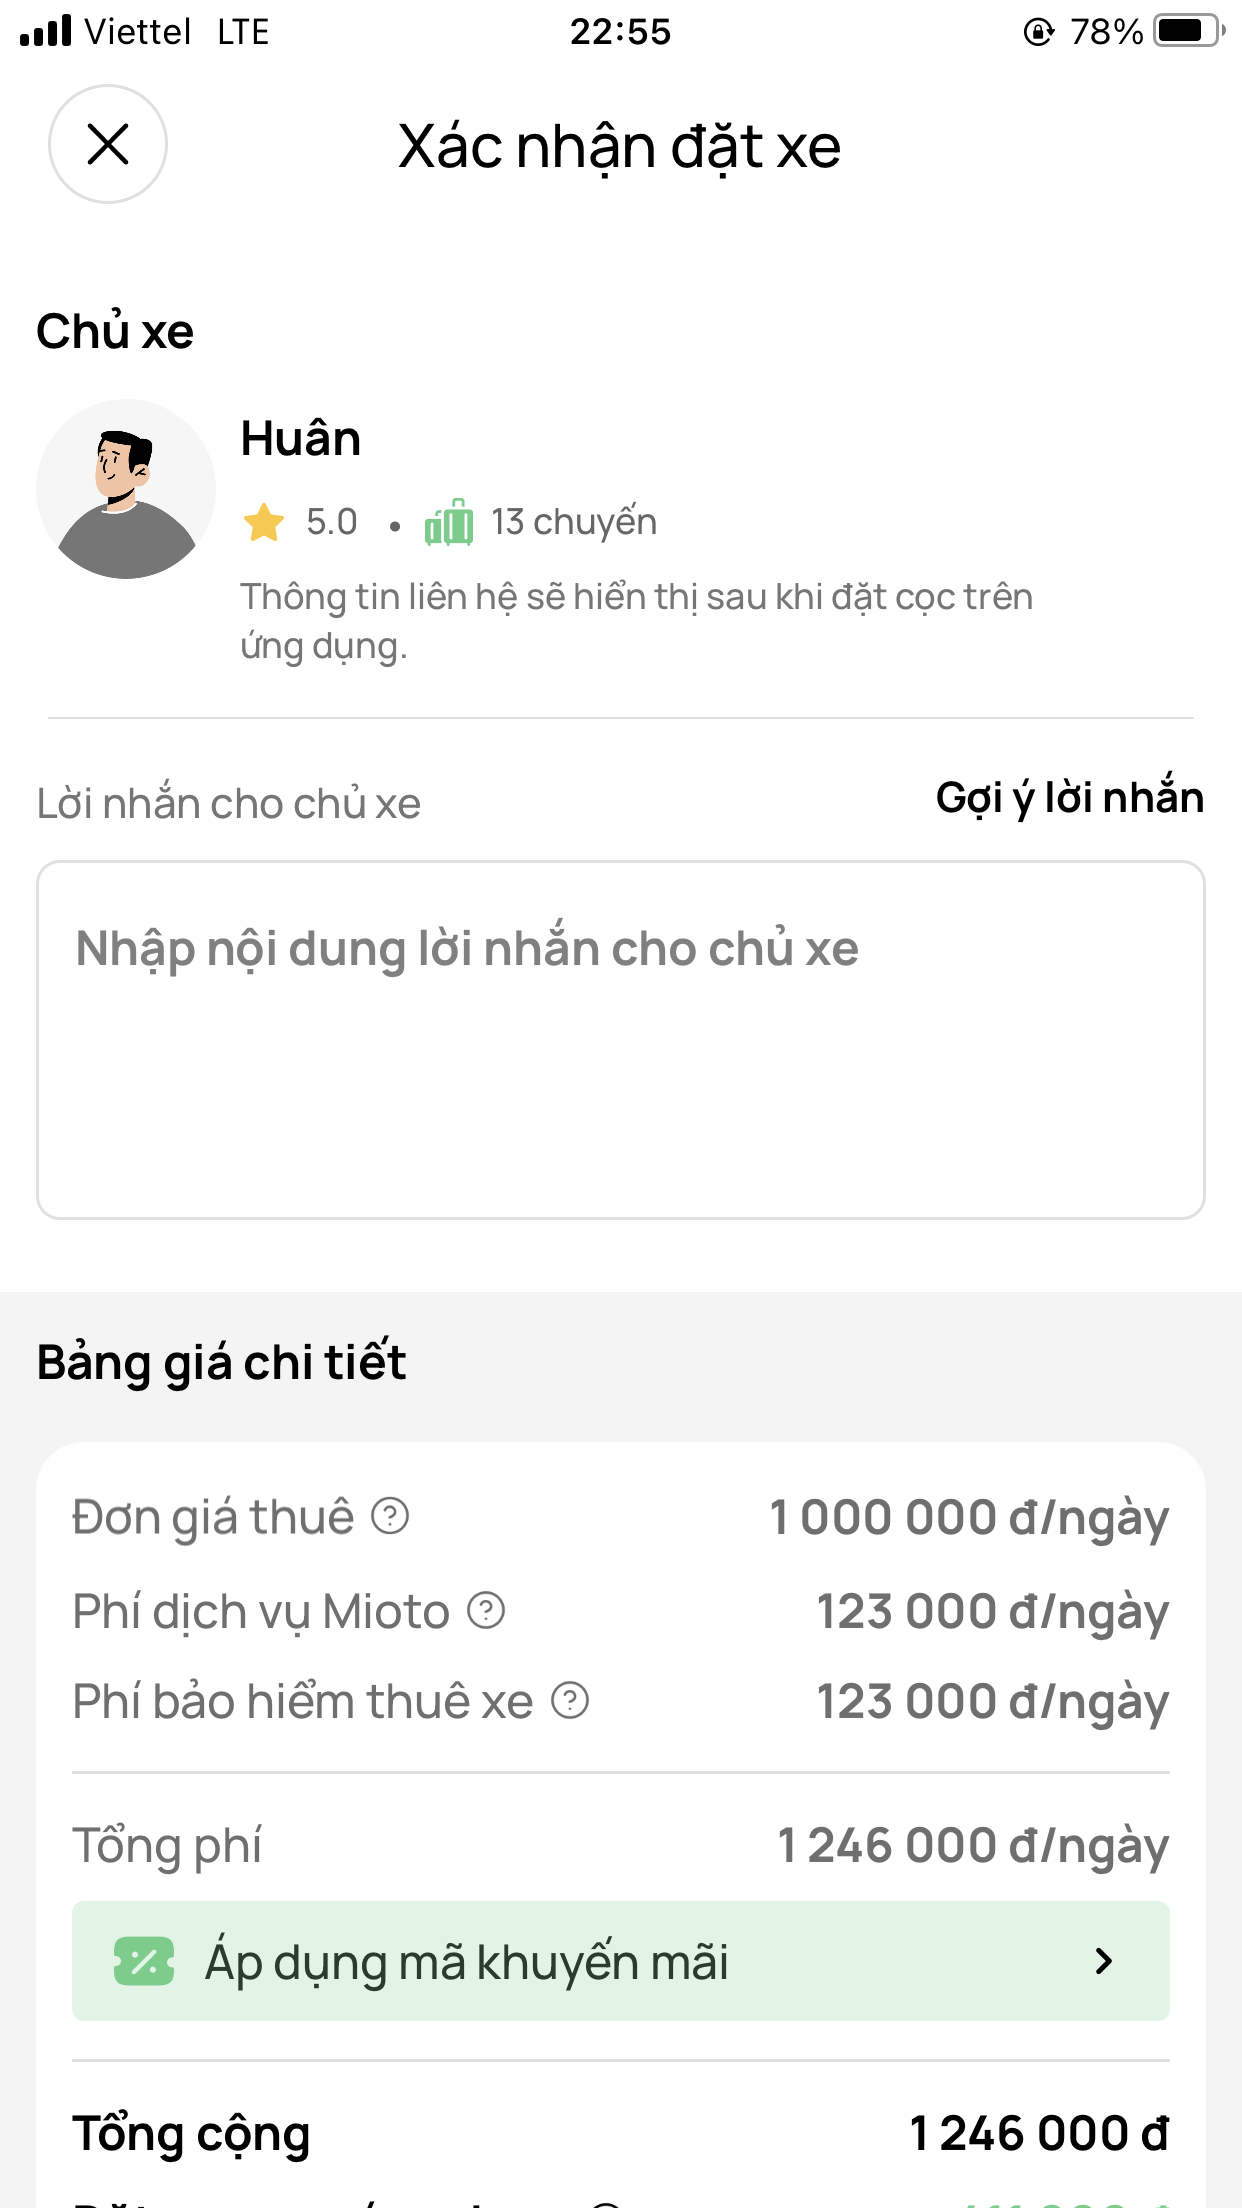 Viettel LTE 22:55 78%
Xác nhận đặt xe
Chủ xe
Huân
5.0 • 13 chuyến
Thông tin liên hệ sẽ hiển thị sau khi đặt cọc trên
ứng dụng.
Lời nhắn cho chủ xe Gợi ý lời nhắn
Nhập nội dung lời nhắn cho chủ xe
Bảng giá chi tiết
Đơn giá thuê ? 1 000 000 đ/ngày
Phí dịch vụ Mioto ? 123 000 đ/ngày
Phí bảo hiểm thuê xe ? 123 000 đ/ngày
Tổng phí 1 246 000 đ/ngày
% Áp dụng mã khuyến mãi
Tổng cộng 1 246 000 đ